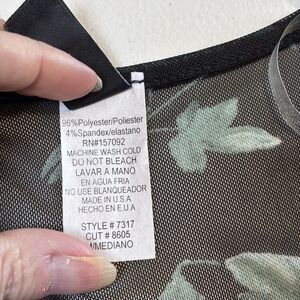 96%Polyester/Poliester
4%Spandex/elastano
RN#157092
MACHINE WASH COLD
DO NOT BLEACH
LAVAR A MANO
EN AGUA FRIA
NO USE BLANQUEADOR
MADE IN U.S.A
HECHO EN E.U.A
STYLE # 7317
CUT # 8605
M/MEDIANO